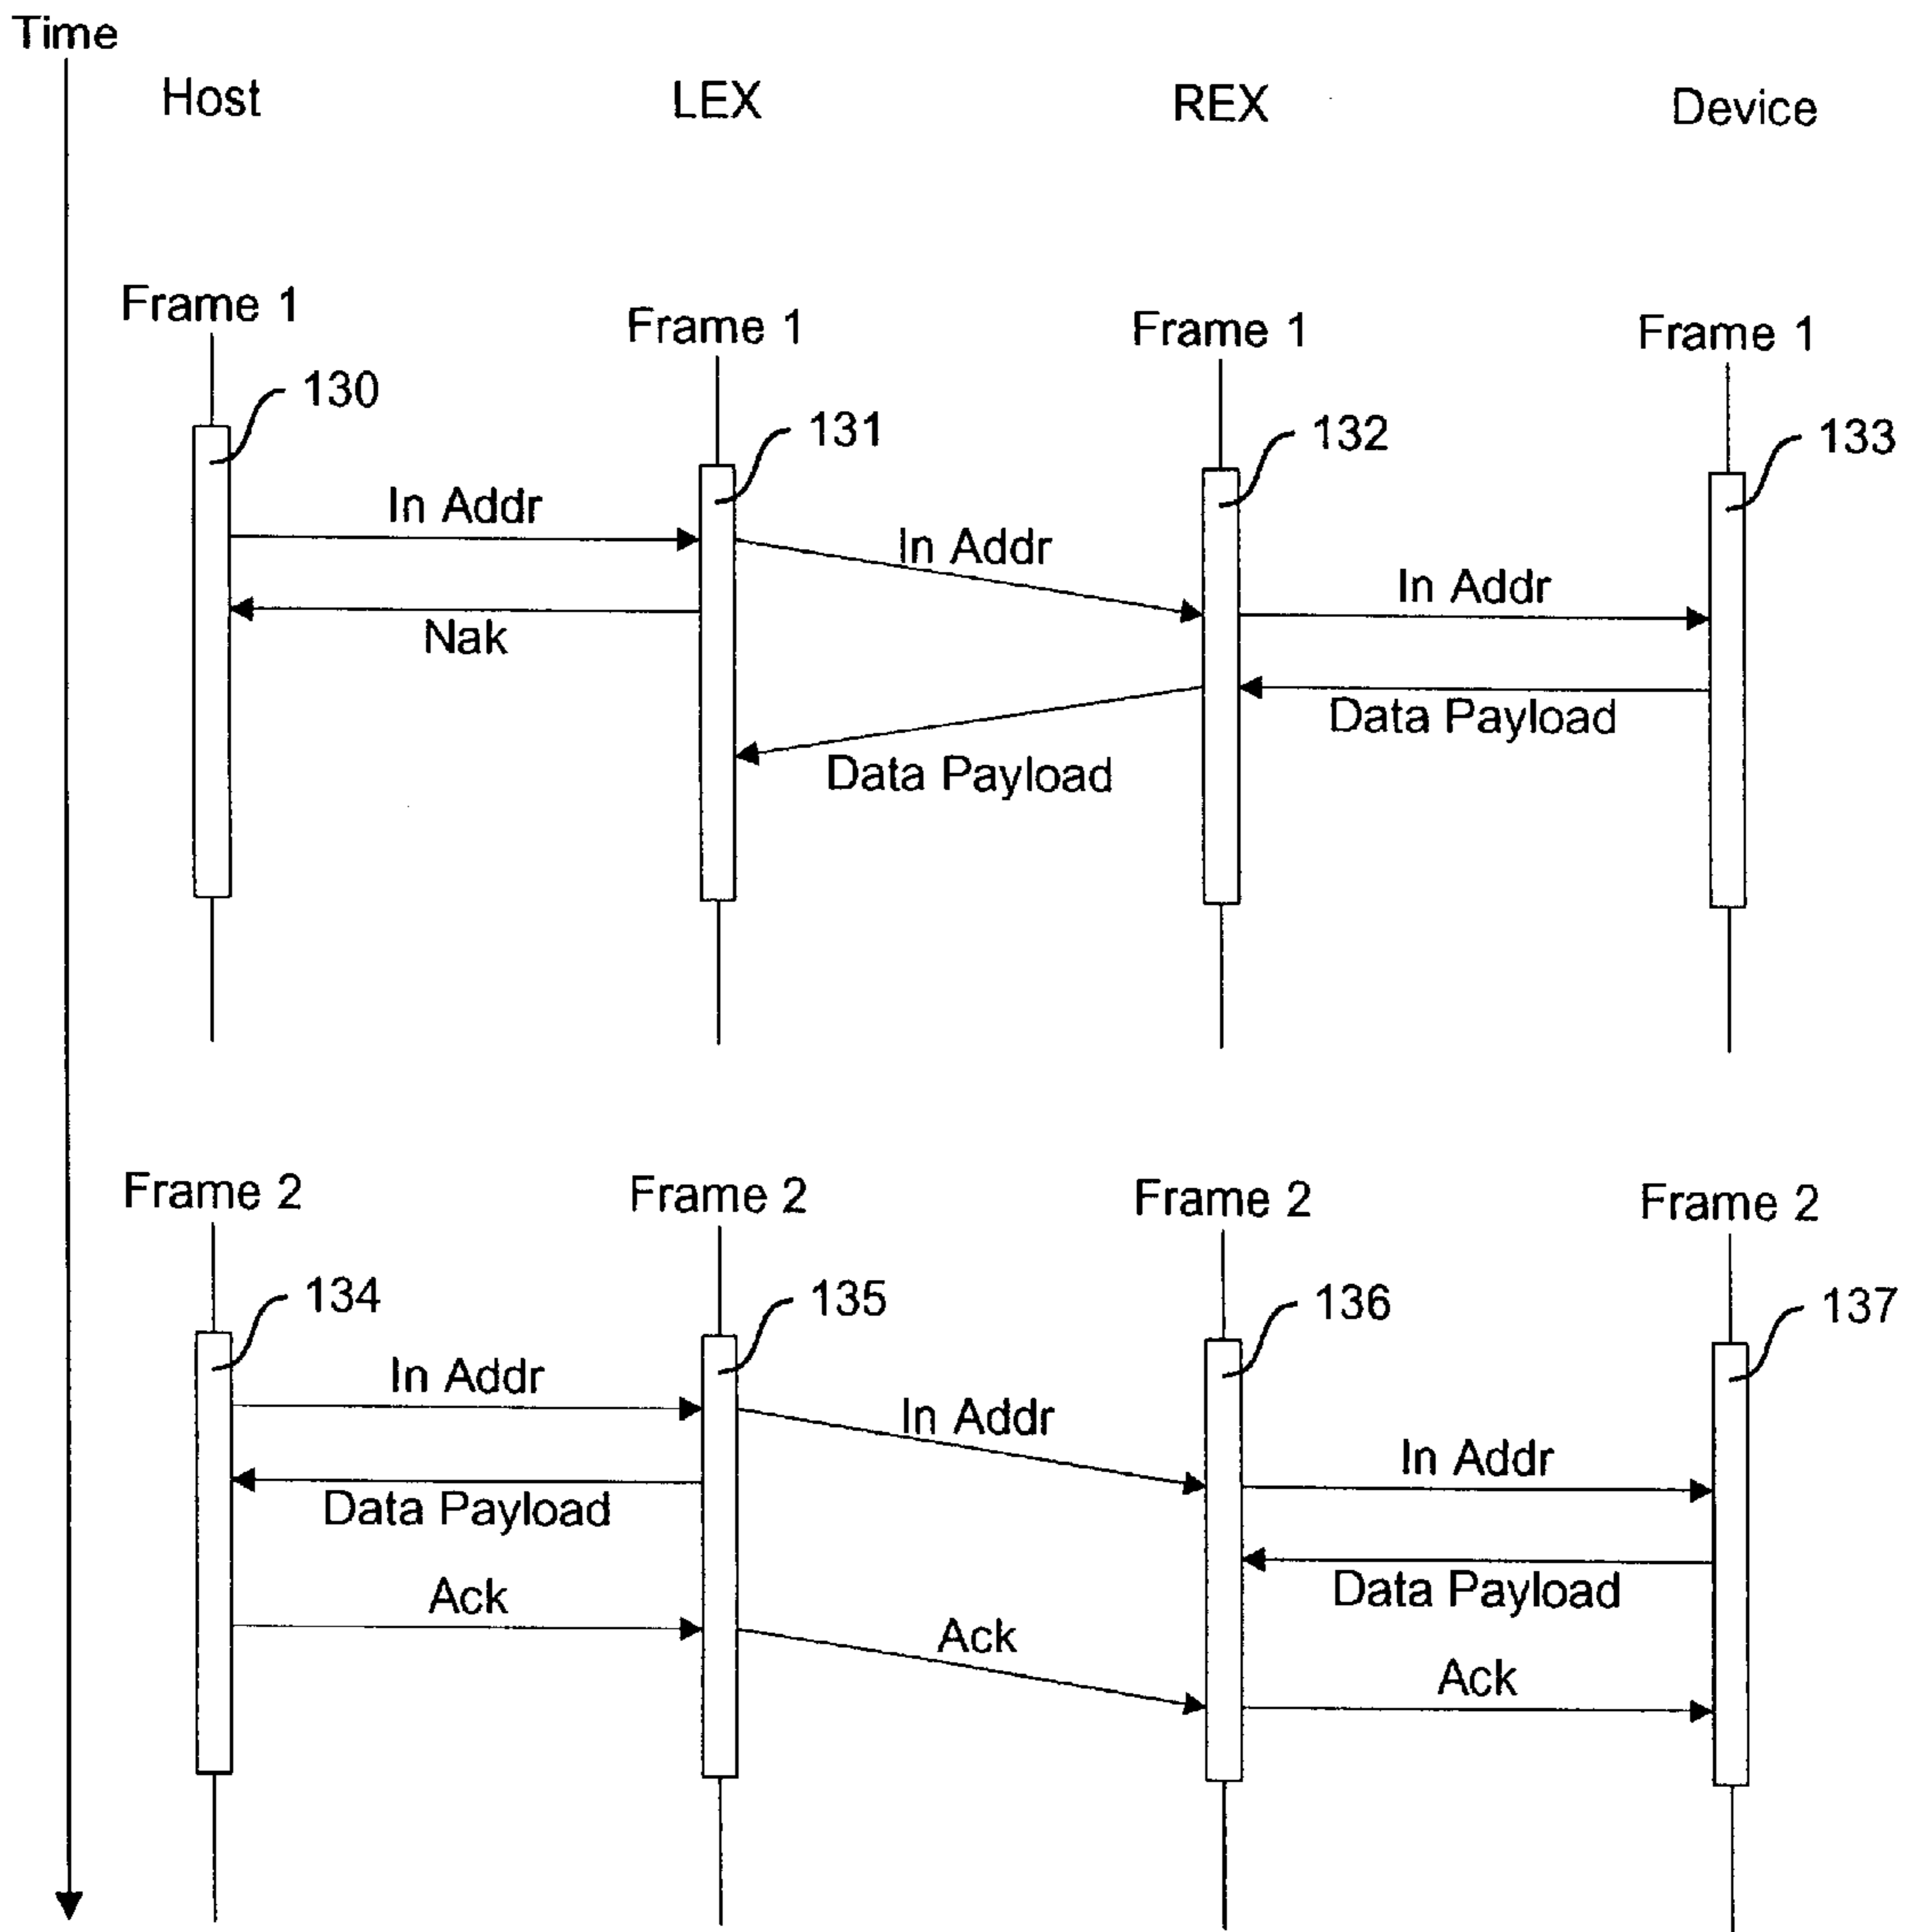 Time
Host LEX REX Device
Frame 1 Frame 1 Frame 1 Frame 1
130 131 132 133
In Addr In Addr In Addr
Nak Data Payload
Data Payload
Frame 2 Frame 2 Frame 2 Frame 2
134 135 136 137
In Addr In Addr In Addr
Data Payload Data Payload
Ack Ack Ack